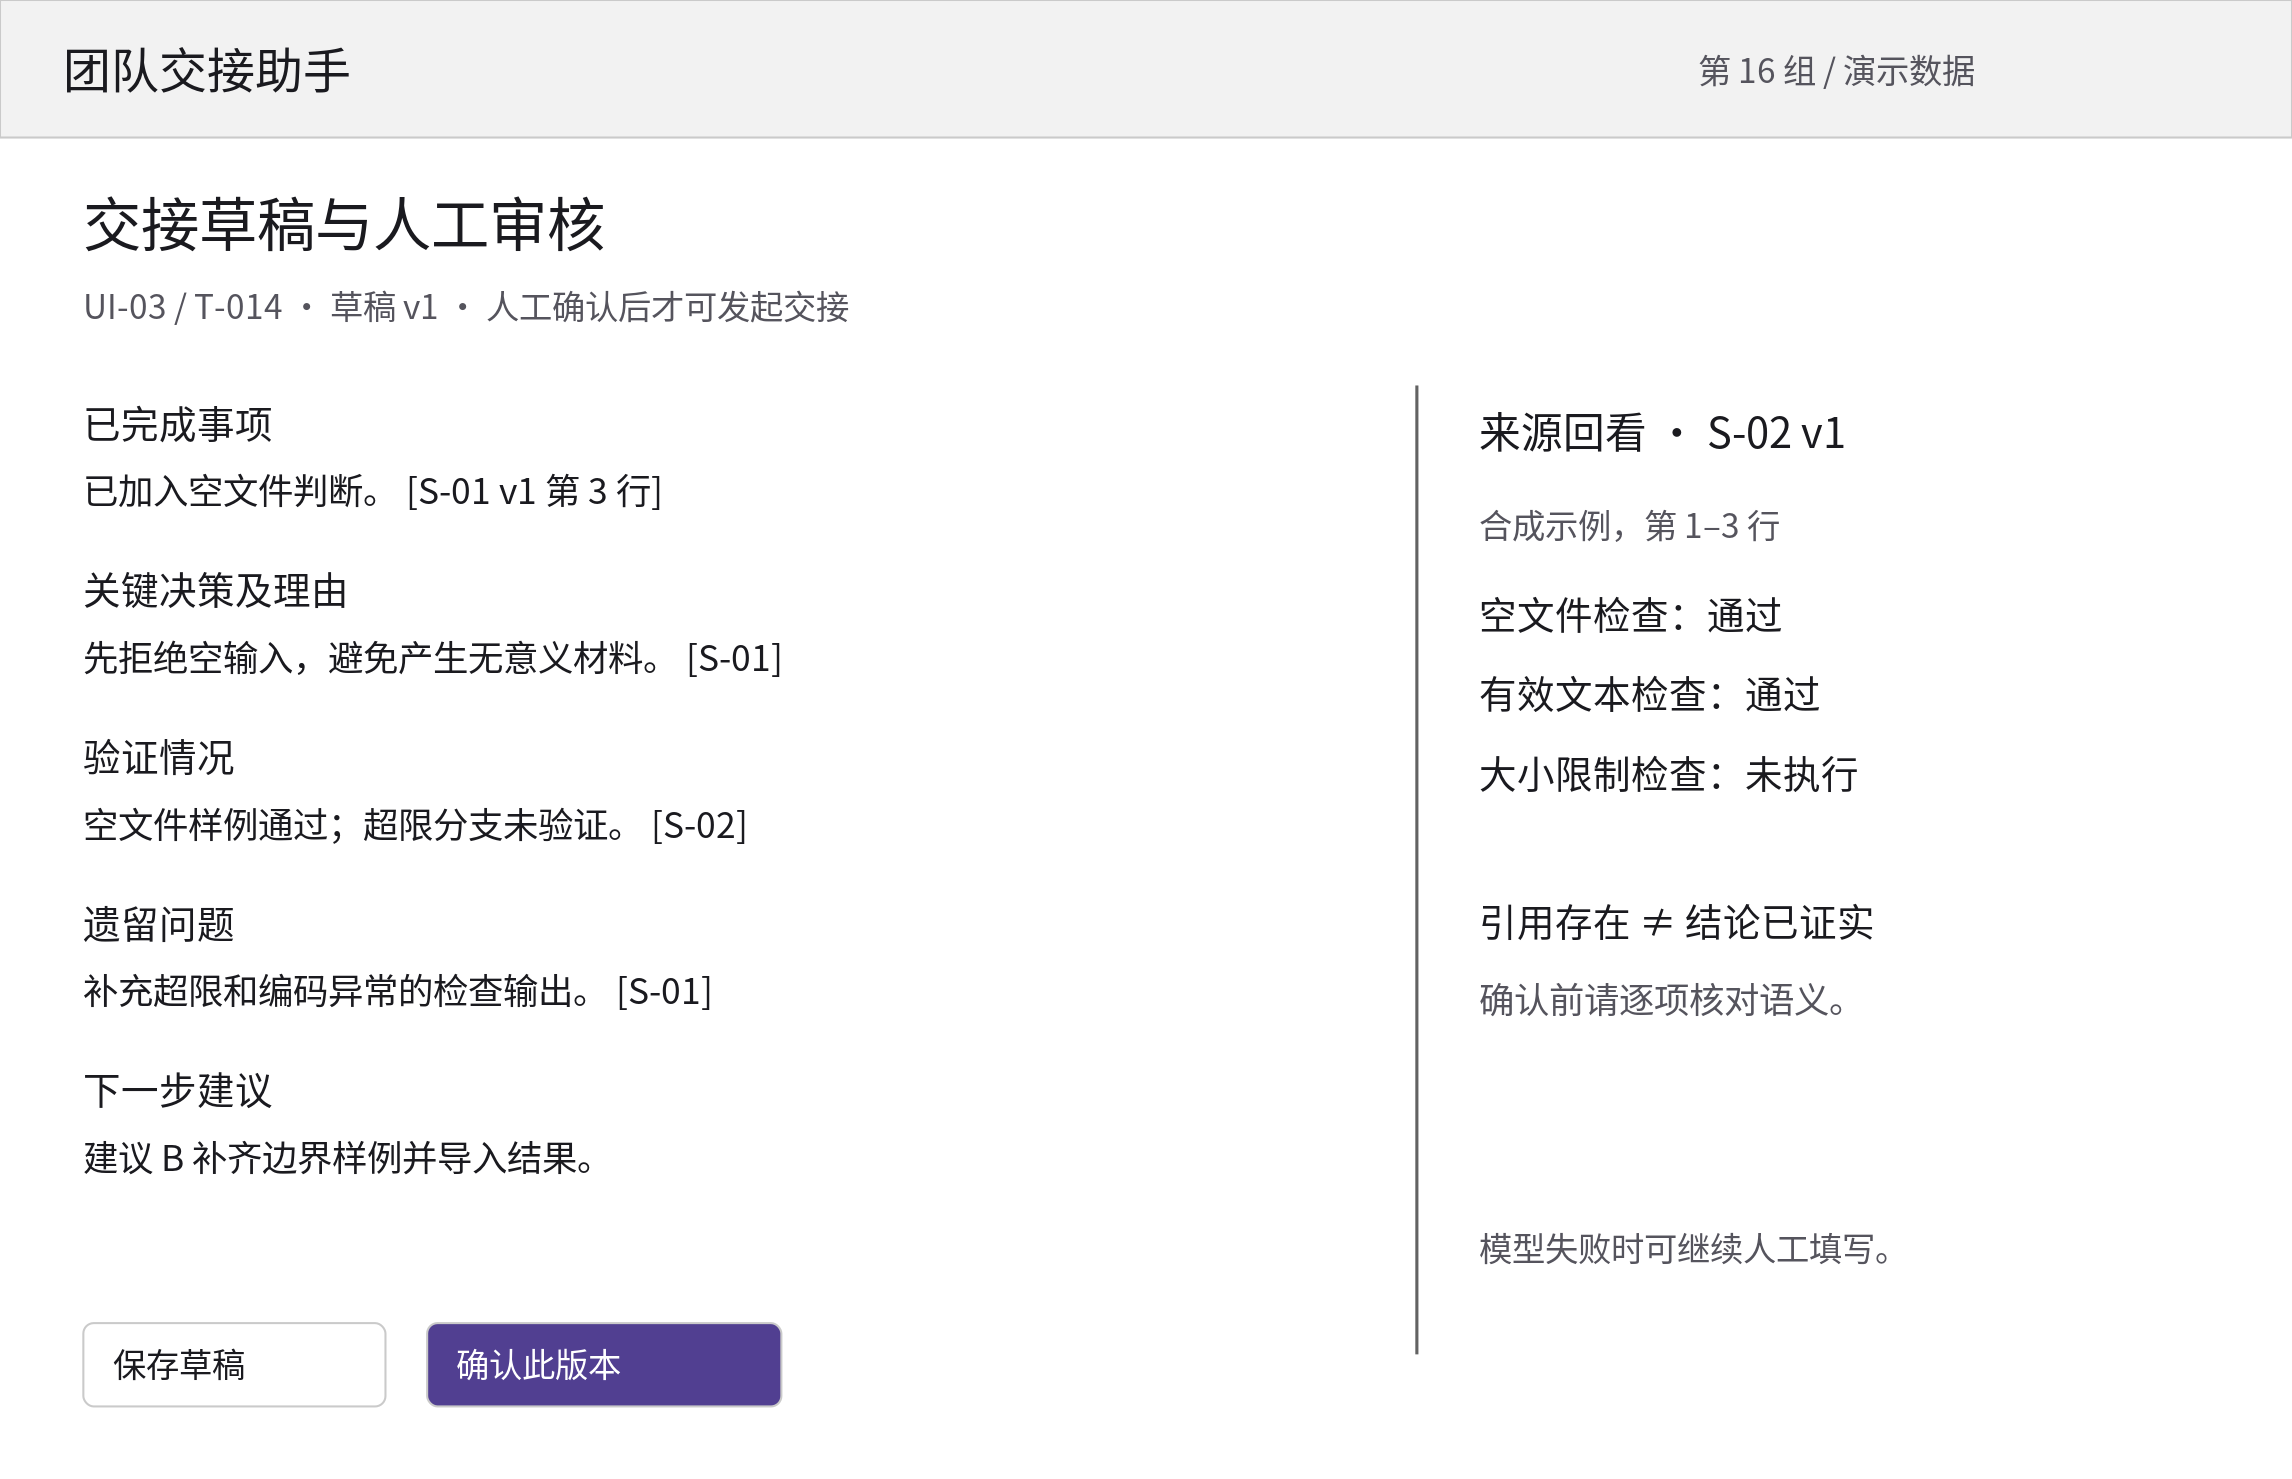 团队交接助手
第 16 组 / 演示数据
交接草稿与人工审核
UI-03 / T-014 · 草稿 v1 · 人工确认后才可发起交接
已完成事项
已加入空文件判断。 [S-01 v1 第 3 行]
关键决策及理由
先拒绝空输入，避免产生无意义材料。 [S-01]
验证情况
空文件样例通过；超限分支未验证。 [S-02]
遗留问题
补充超限和编码异常的检查输出。 [S-01]
下一步建议
建议 B 补齐边界样例并导入结果。
保存草稿
确认此版本
来源回看 · S-02 v1
合成示例，第 1–3 行
空文件检查：通过
有效文本检查：通过
大小限制检查：未执行
引用存在 ≠ 结论已证实
确认前请逐项核对语义。
模型失败时可继续人工填写。